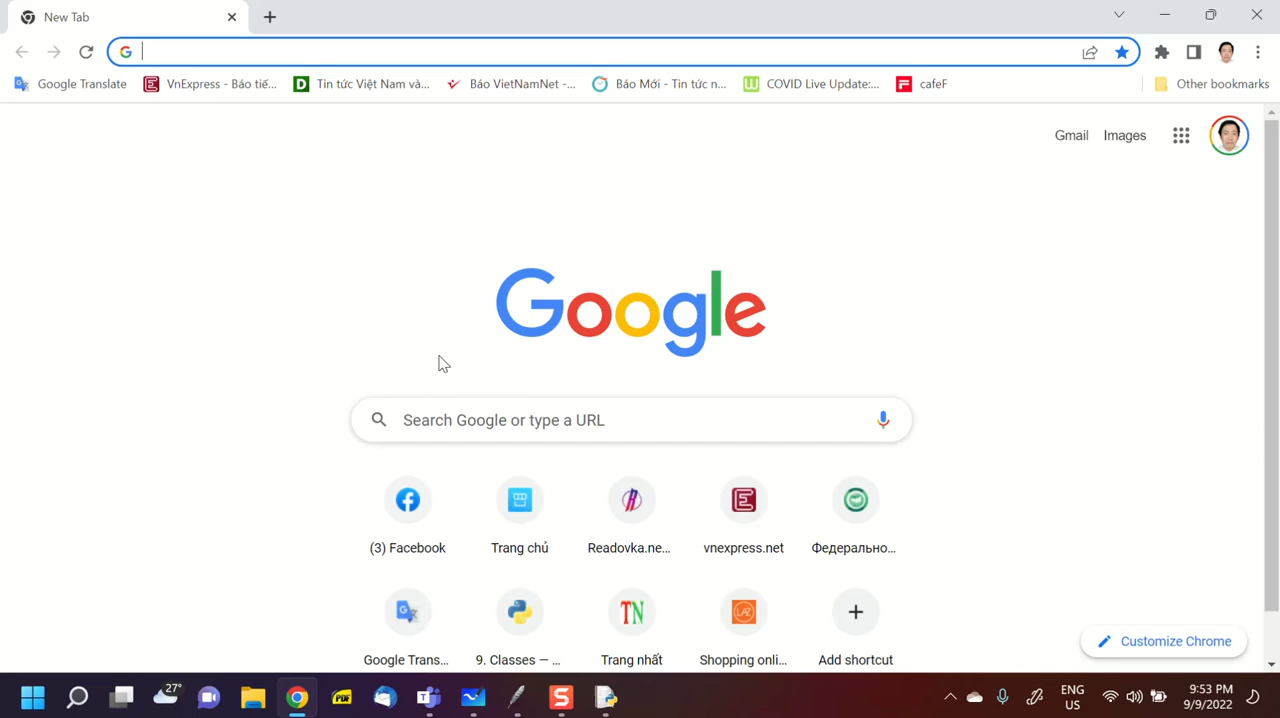 New Tab
Google Translate
VnExpress - Báo tiế...
Tin tức Việt Nam và...
Báo VietNamNet -...
Báo Mới - Tin tức n...
COVID Live Update:...
cafeF
Other bookmarks
Gmail
Images
Google
Search Google or type a URL
(3) Facebook
Trang chủ
Readovka.ne...
vnexpress.net
Федерально...
Google Trans...
9. Classes — ...
Trang nhất
Shopping onli...
Add shortcut
Customize Chrome
27°
ENG
US
9:53 PM
9/9/2022